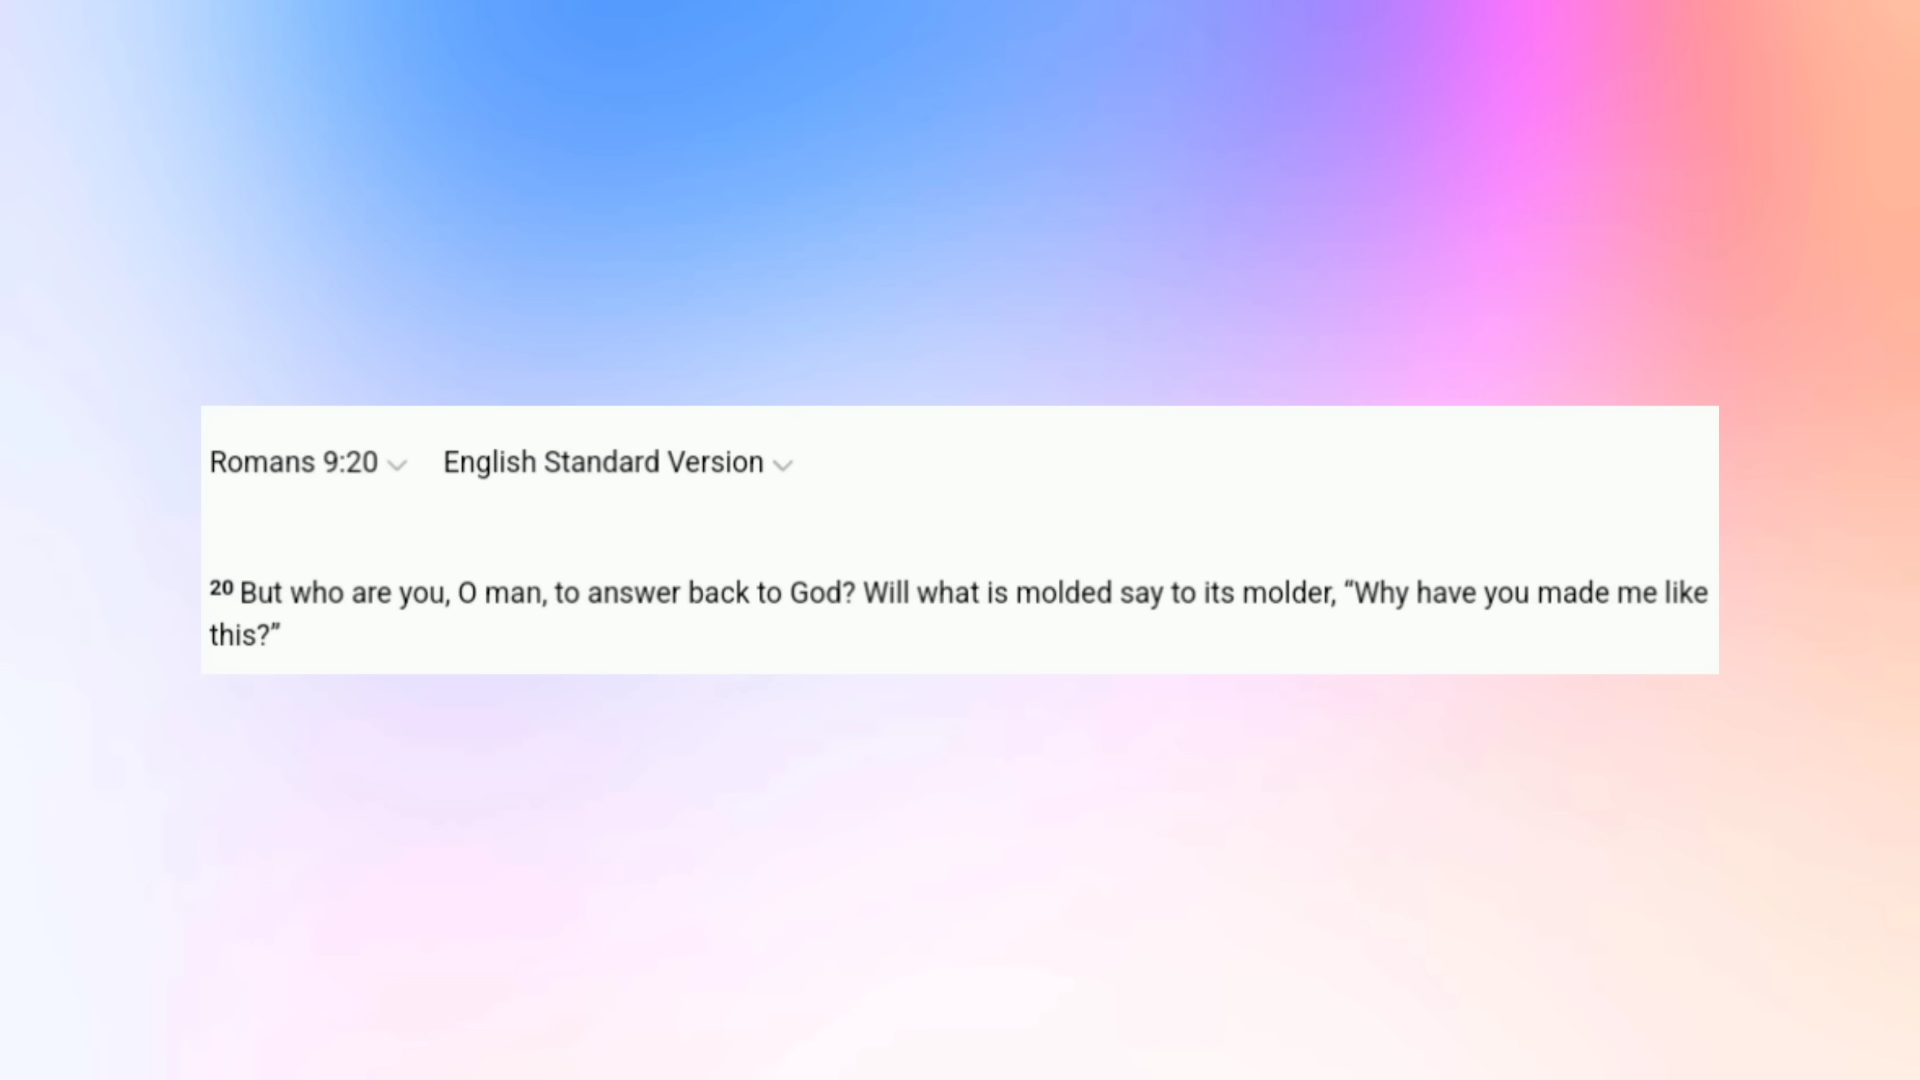 Romans 9:20 English Standard Version
20 But who are you, O man, to answer back to God? Will what is molded say to its molder, “Why have you made me like
this?”